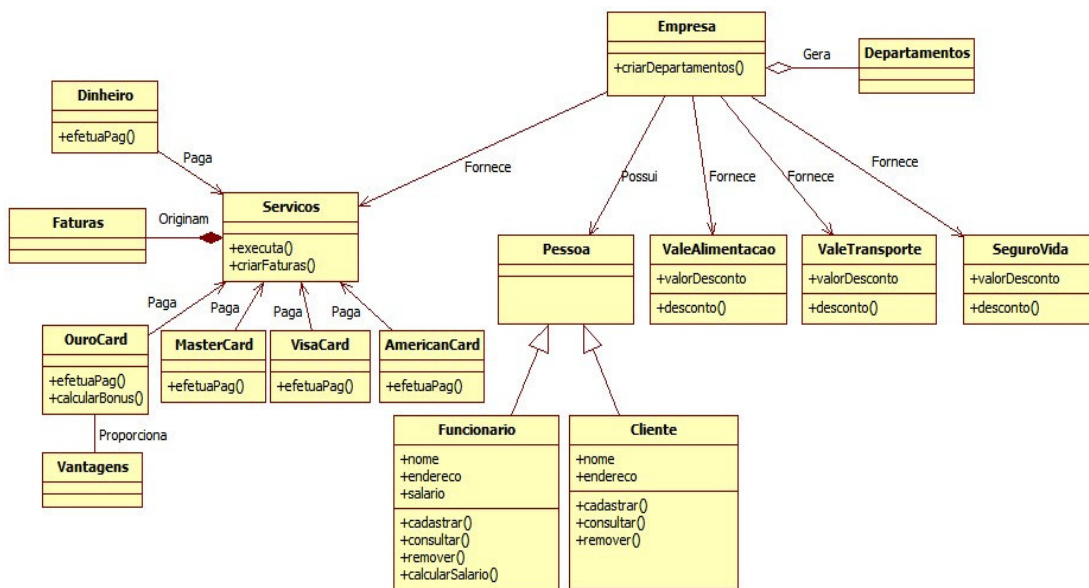 Empresa
+criarDepartamentos()
Gera
Departamentos
Dinheiro
+efetuaPag()
Paga
Fornece
Possui
Fornece
Fornece
Fornece
Faturas
Originam
Servicos
+executa()
+criarFaturas()
Pessoa
ValeAlimentacao
+valorDesconto
+desconto()
ValeTransporte
+valorDesconto
+desconto()
SeguroVida
+valorDesconto
+desconto()
Paga
Paga
Paga
Paga
OuroCard
+efetuaPag()
+calcularBonus()
MasterCard
+efetuaPag()
VisaCard
+efetuaPag()
AmericanCard
+efetuaPag()
Proporciona
Vantagens
Funcionario
+nome
+endereco
+salario
+cadastrar()
+consultar()
+remover()
+calcularSalario()
Cliente
+nome
+endereco
+cadastrar()
+consultar()
+remover()